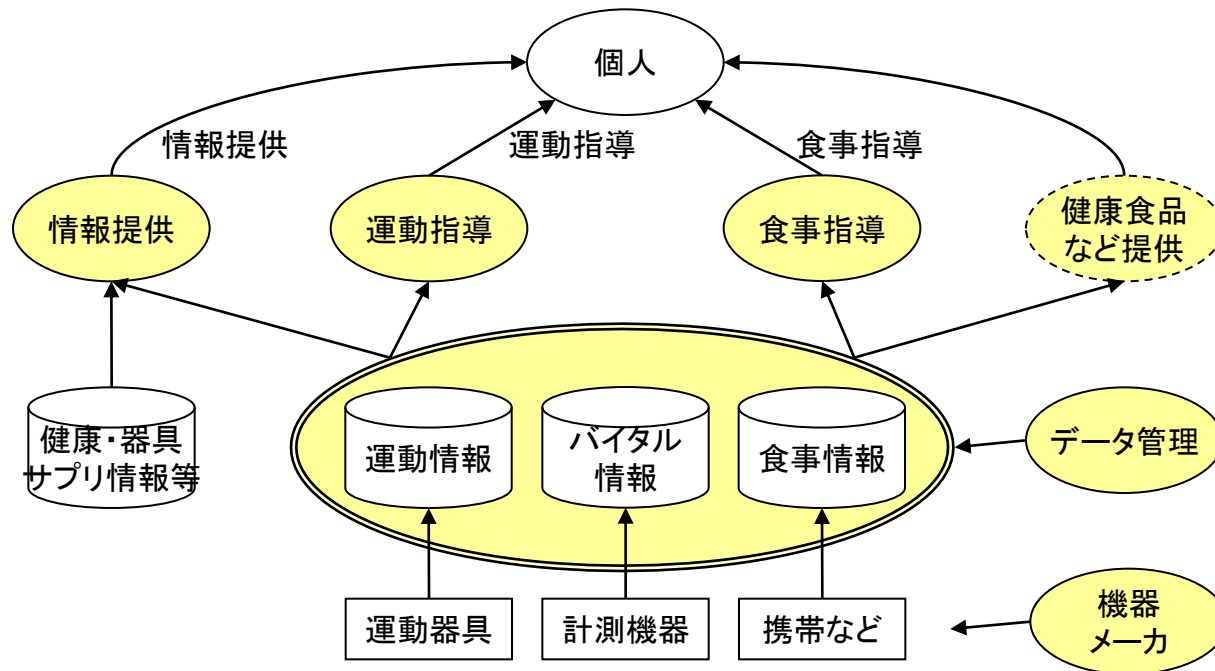 個人
情報提供
運動指導
食事指導
情報提供
運動指導
食事指導
健康食品
など提供
健康・器具
サプリ情報等
運動情報
バイタル
情報
食事情報
データ管理
運動器具
計測機器
携帯など
機器
メーカ